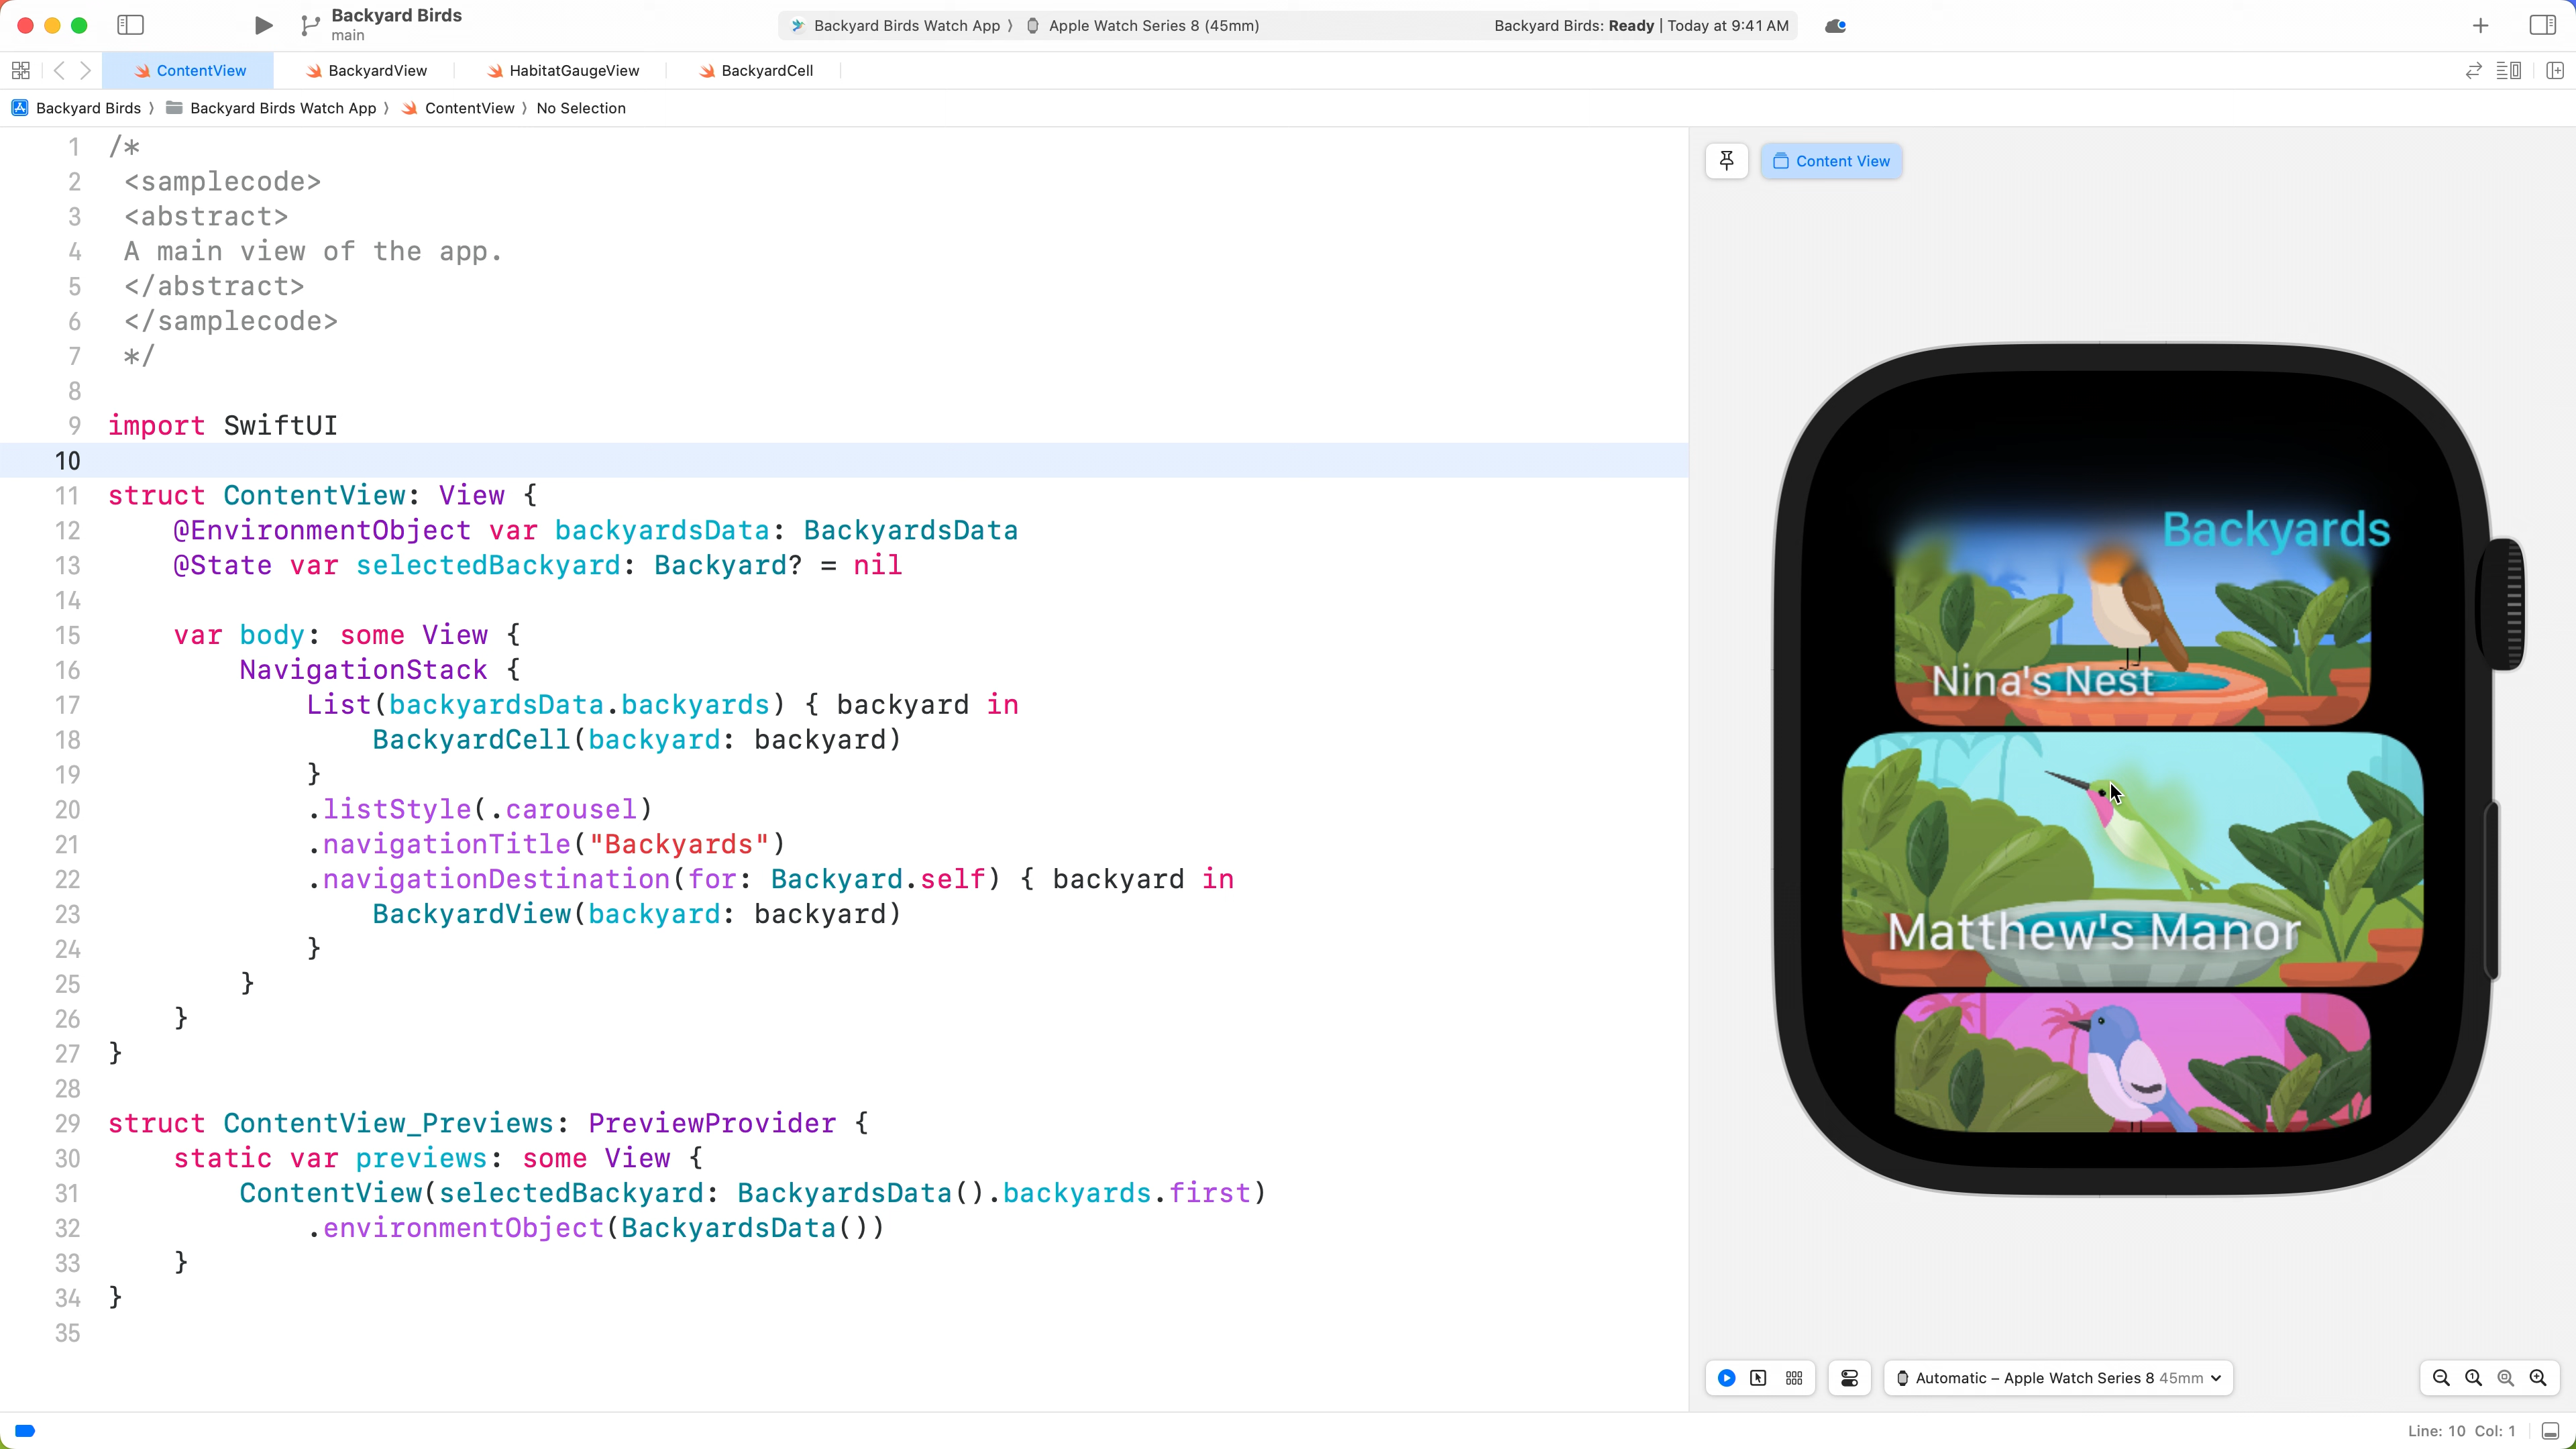 Backyard Birds
main
Backyard Birds Watch App 〉 Apple Watch Series 8 (45mm)
Backyard Birds: Ready | Today at 9:41 AM
ContentView
BackyardView
HabitatGaugeView
BackyardCell
Backyard Birds 〉 Backyard Birds Watch App 〉 ContentView 〉 No Selection
1 /*
2  <samplecode>
3  <abstract>
4  A main view of the app.
5  </abstract>
6  </samplecode>
7  */
8
9 import SwiftUI
10
11 struct ContentView: View {
12     @EnvironmentObject var backyardsData: BackyardsData
13     @State var selectedBackyard: Backyard? = nil
14
15     var body: some View {
16         NavigationStack {
17             List(backyardsData.backyards) { backyard in
18                 BackyardCell(backyard: backyard)
19             }
20             .listStyle(.carousel)
21             .navigationTitle("Backyards")
22             .navigationDestination(for: Backyard.self) { backyard in
23                 BackyardView(backyard: backyard)
24             }
25         }
26     }
27 }
28
29 struct ContentView_Previews: PreviewProvider {
30     static var previews: some View {
31         ContentView(selectedBackyard: BackyardsData().backyards.first)
32             .environmentObject(BackyardsData())
33     }
34 }
35
Content View
Backyards
Nina's Nest
Matthew's Manor
Automatic – Apple Watch Series 8 45mm
Line: 10 Col: 1